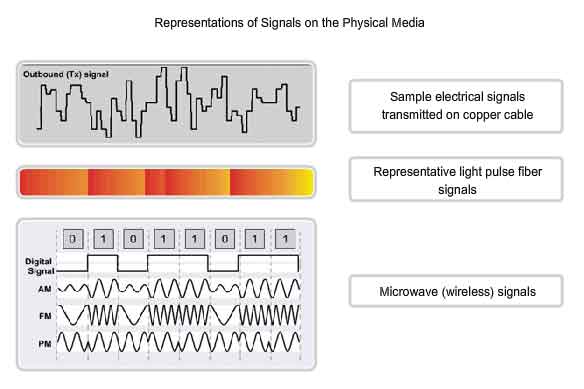 Representations of Signals on the Physical Media
Outbound (Tx) signal
Sample electrical signals
transmitted on copper cable
Representative light pulse fiber
signals
0 1 0 1 1 0 1 1
Digital
Signal
AM
FM
PM
Microwave (wireless) signals